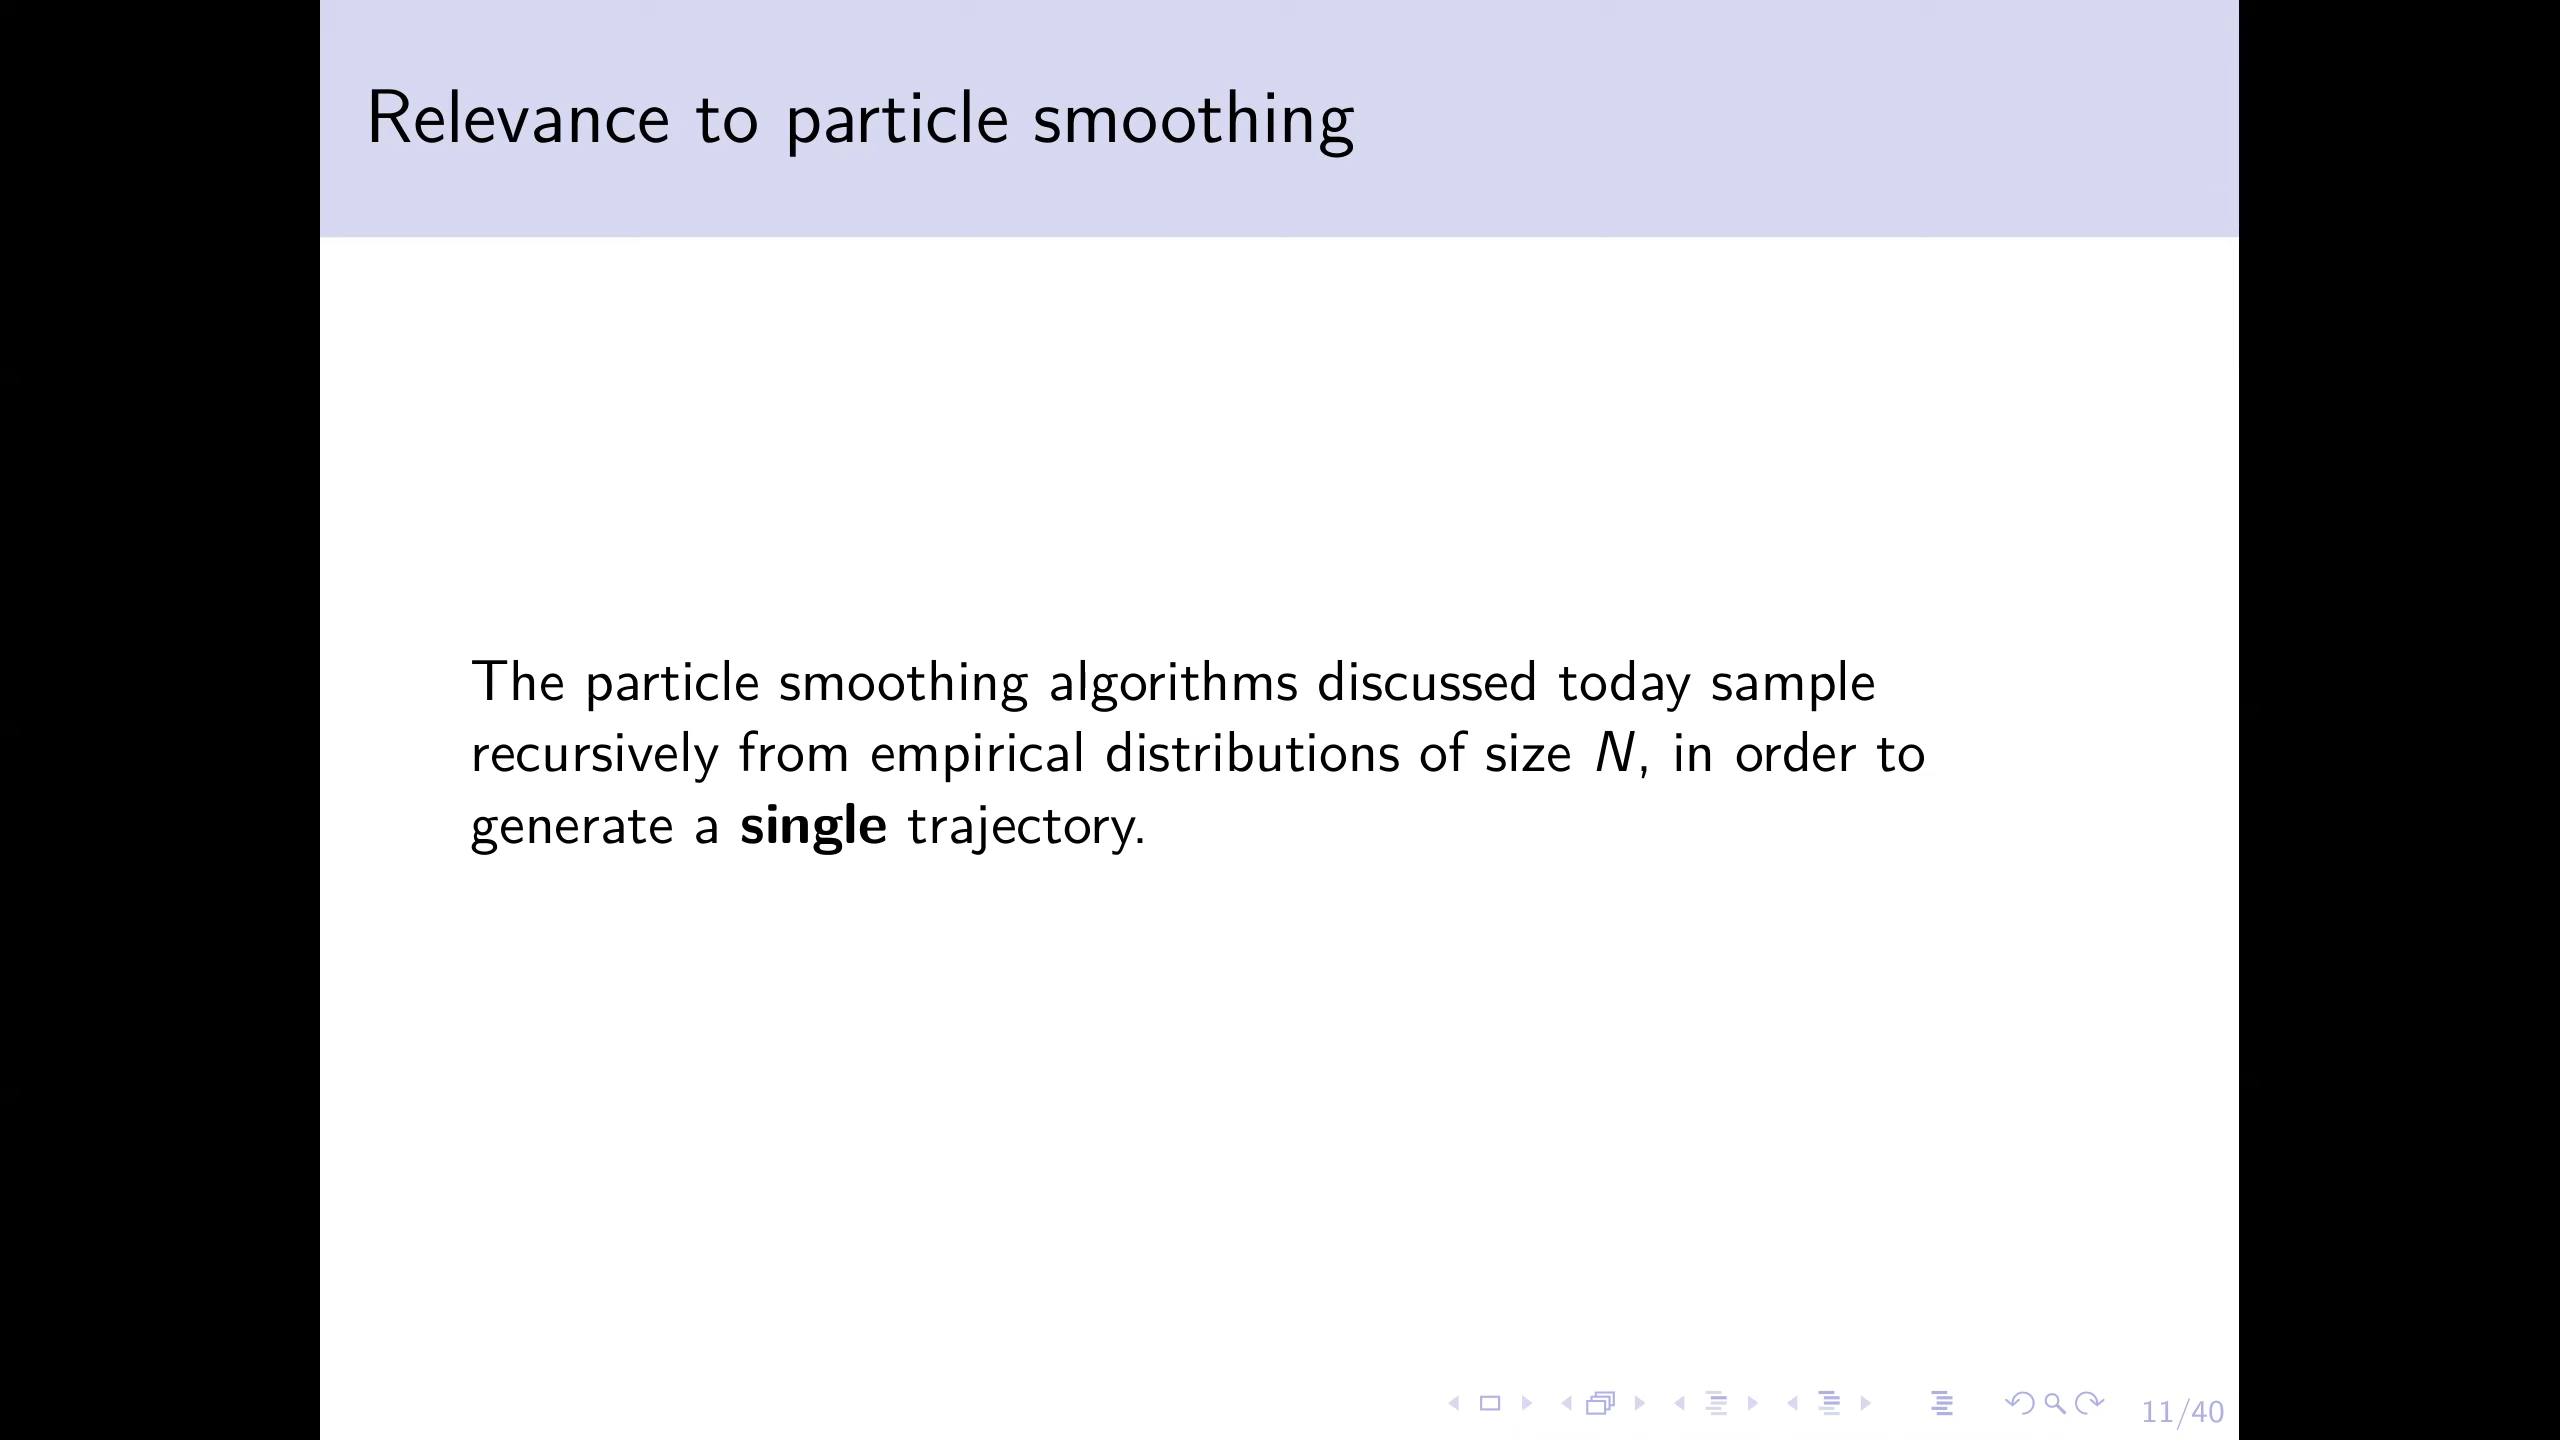 Relevance to particle smoothing
The particle smoothing algorithms discussed today sample
recursively from empirical distributions of size N, in order to
generate a single trajectory.
11/40